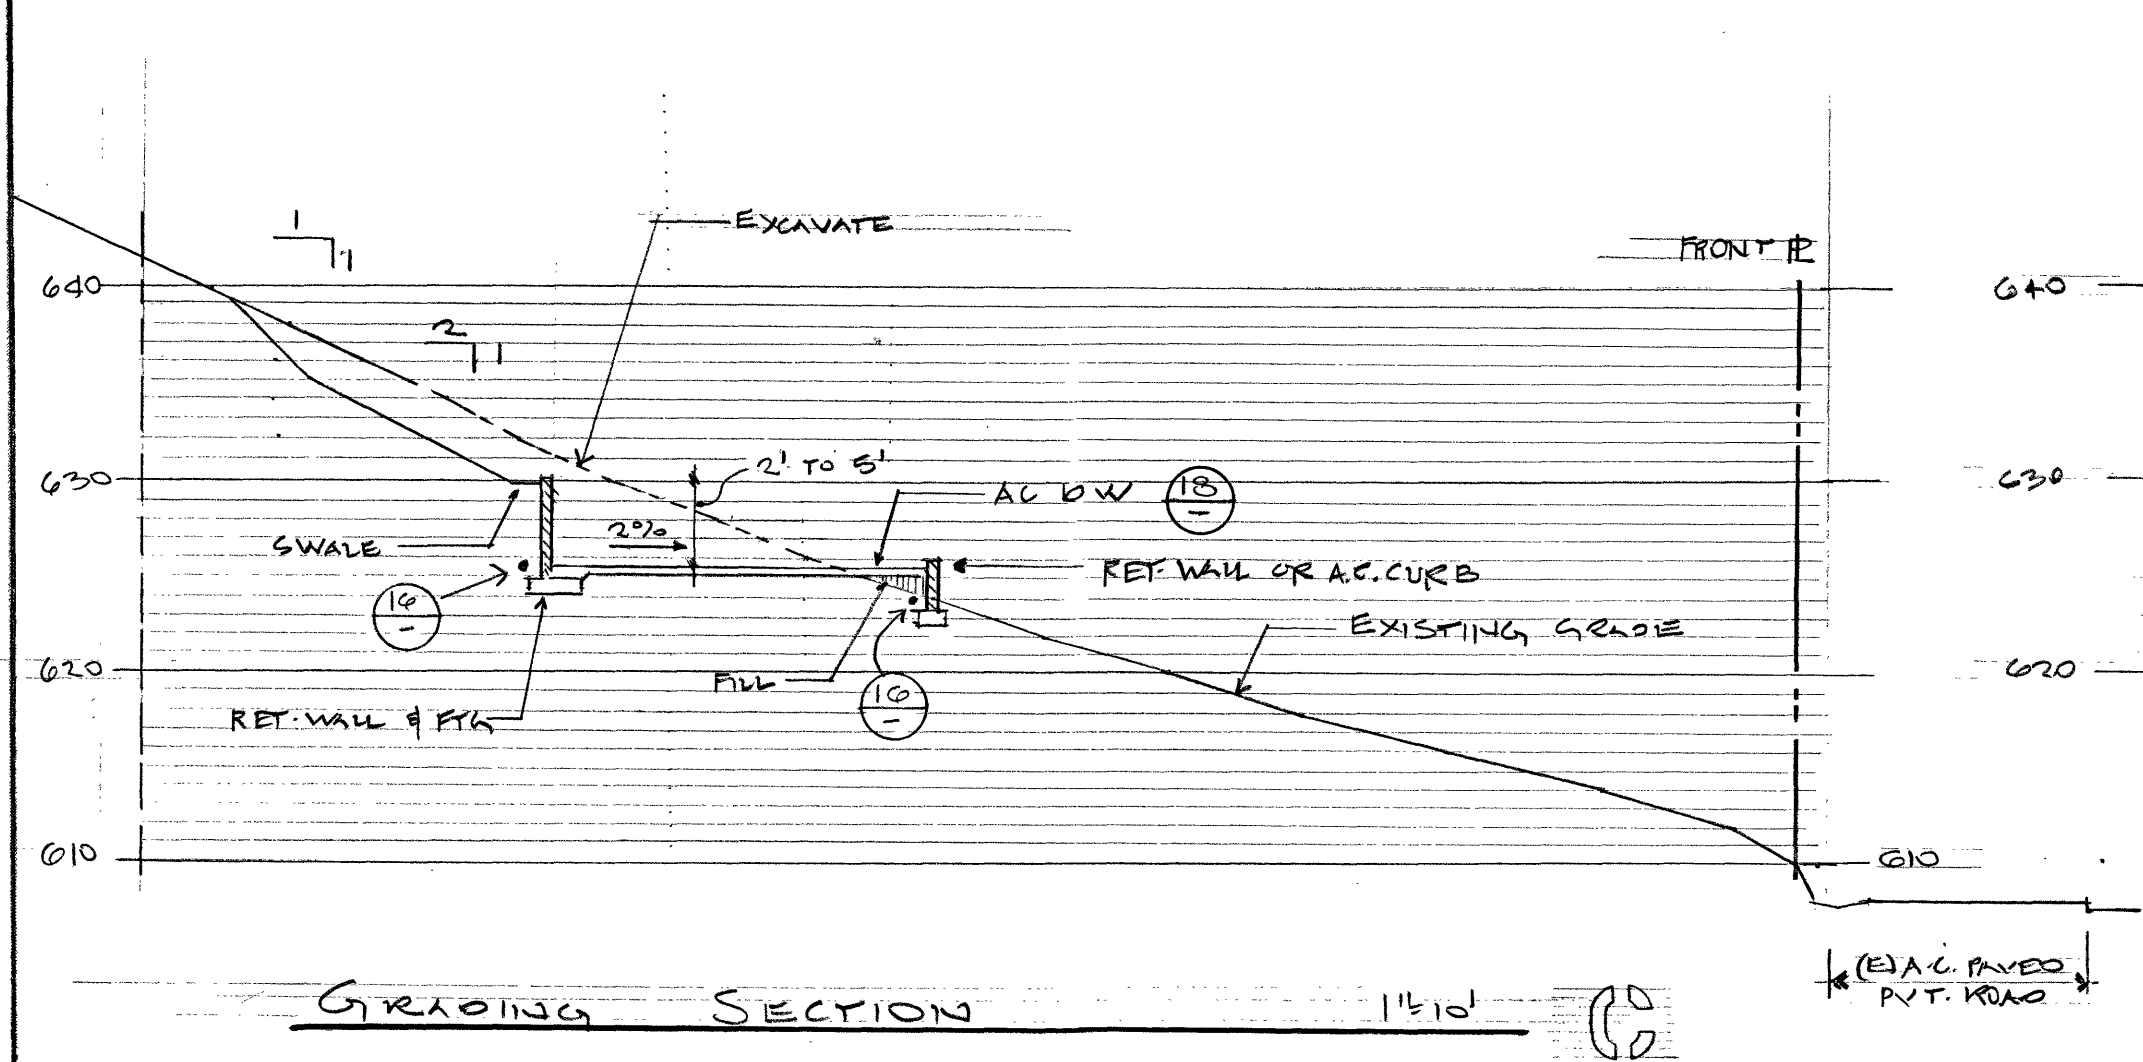 EXCAVATE
FRONT PL
1
1
640
640
2
1
2' TO 5'
630
630
AC DW
18
-
SWALE
2%
RET. WALL OR A.C. CURB
16
-
EXISTING GRADE
620
620
FILL
16
-
RET. WALL & FTG
610
610
(E) A.C. PAVED
PVT. ROAD
GRADING SECTION
1"=10'
C